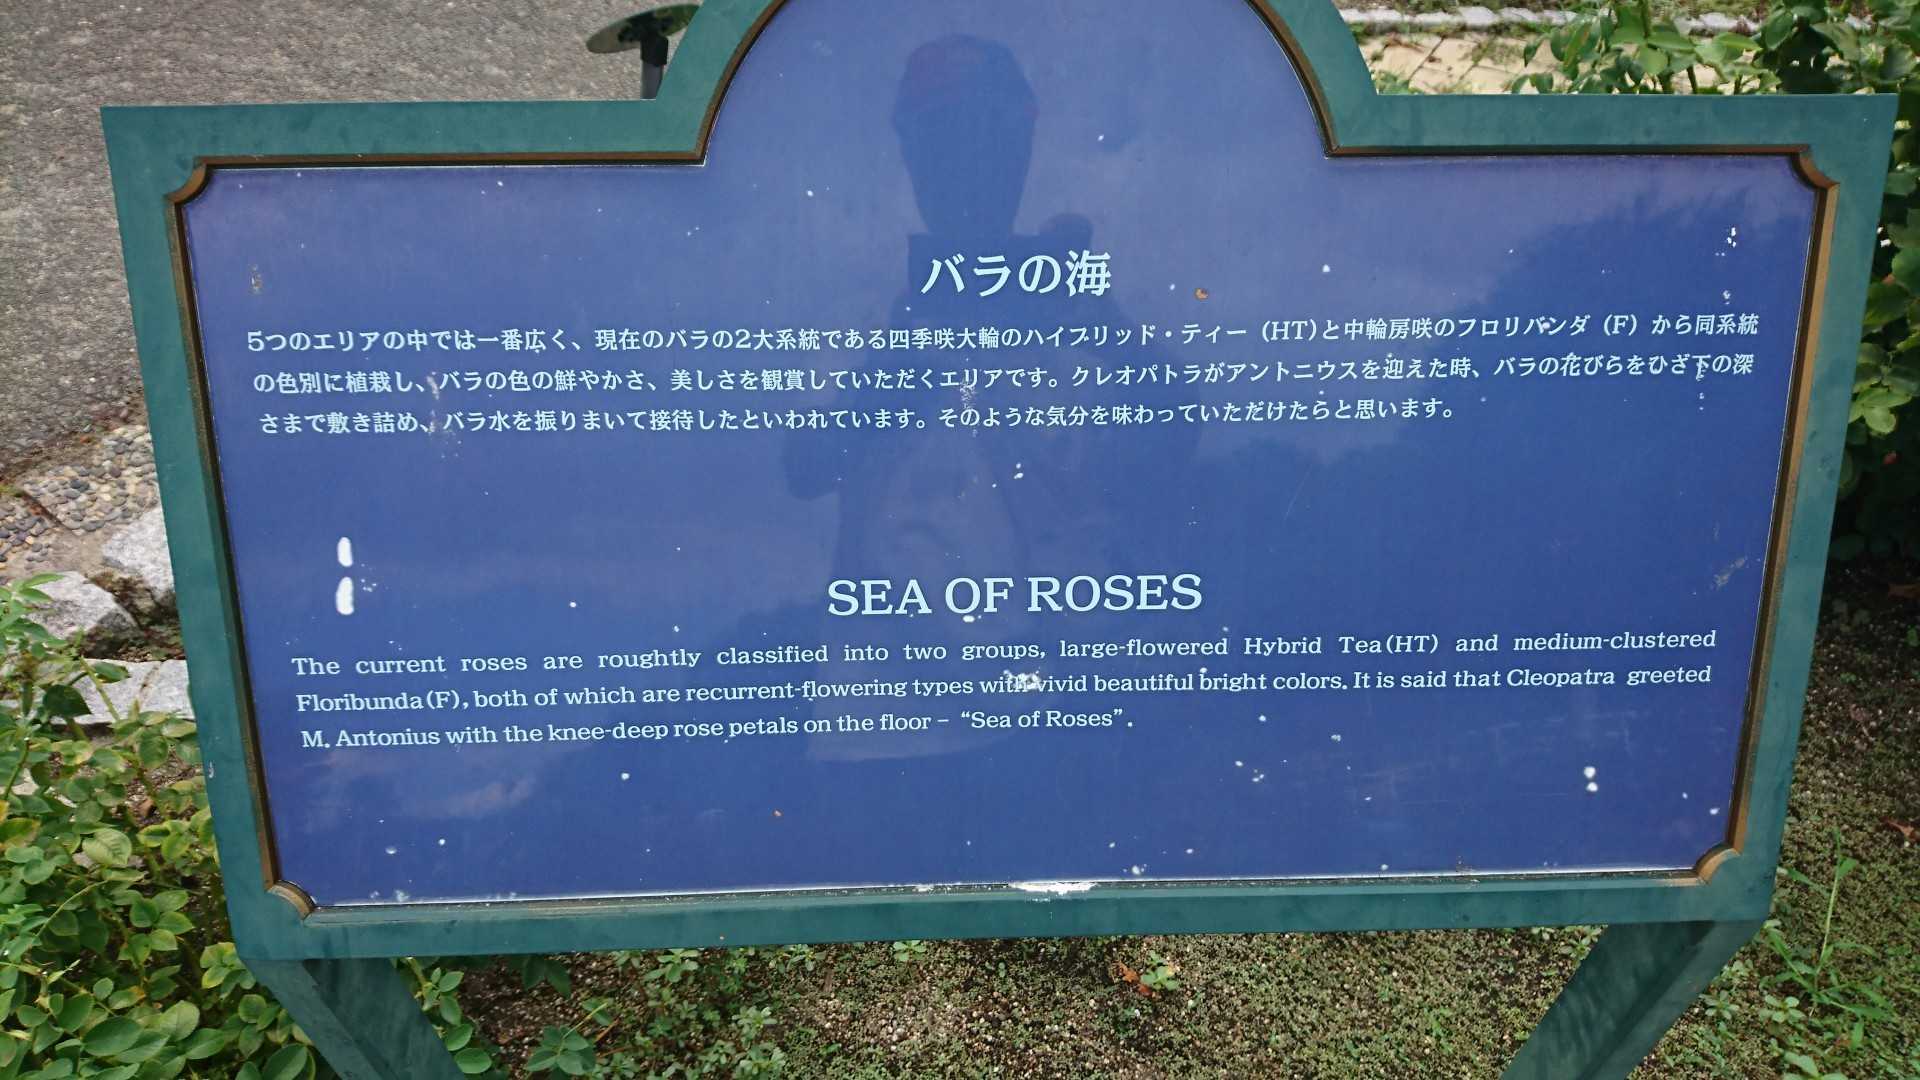 バラの海
5つのエリアの中では一番広く、現在のバラの2大系統である四季咲大輪のハイブリッド・ティー（HT)と中輪房咲のフロリバンダ（F）から同系統
の色別に植栽し、バラの色の鮮やかさ、美しさを観賞していただくエリアです。クレオパトラがアントニウスを迎えた時、バラの花びらをひざ下の深
さまで敷き詰め、バラ水を振りまいて接待したといわれています。そのような気分を味わっていただけたらと思います。
SEA OF ROSES
The current roses are roughtly classified into two groups, large-flowered Hybrid Tea(HT) and medium-clustered
Floribunda(F), both of which are recurrent-flowering types with vivid beautiful bright colors. It is said that Cleopatra greeted
M. Antonius with the knee-deep rose petals on the floor – “Sea of Roses”.